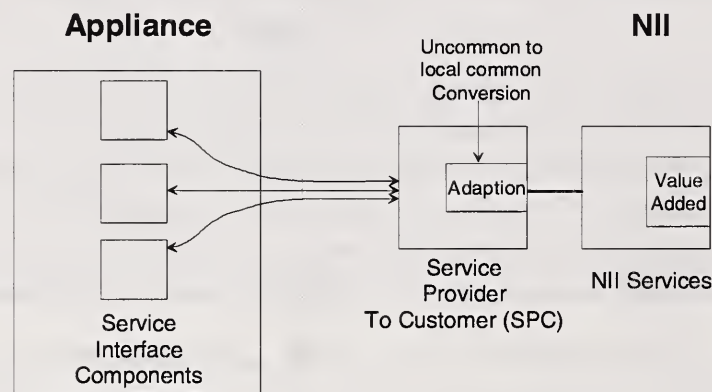 Appliance
NII
Uncommon to
local common
Conversion
Adaption
Value
Added
Service
Provider
To Customer (SPC)
NII Services
Service
Interface
Components